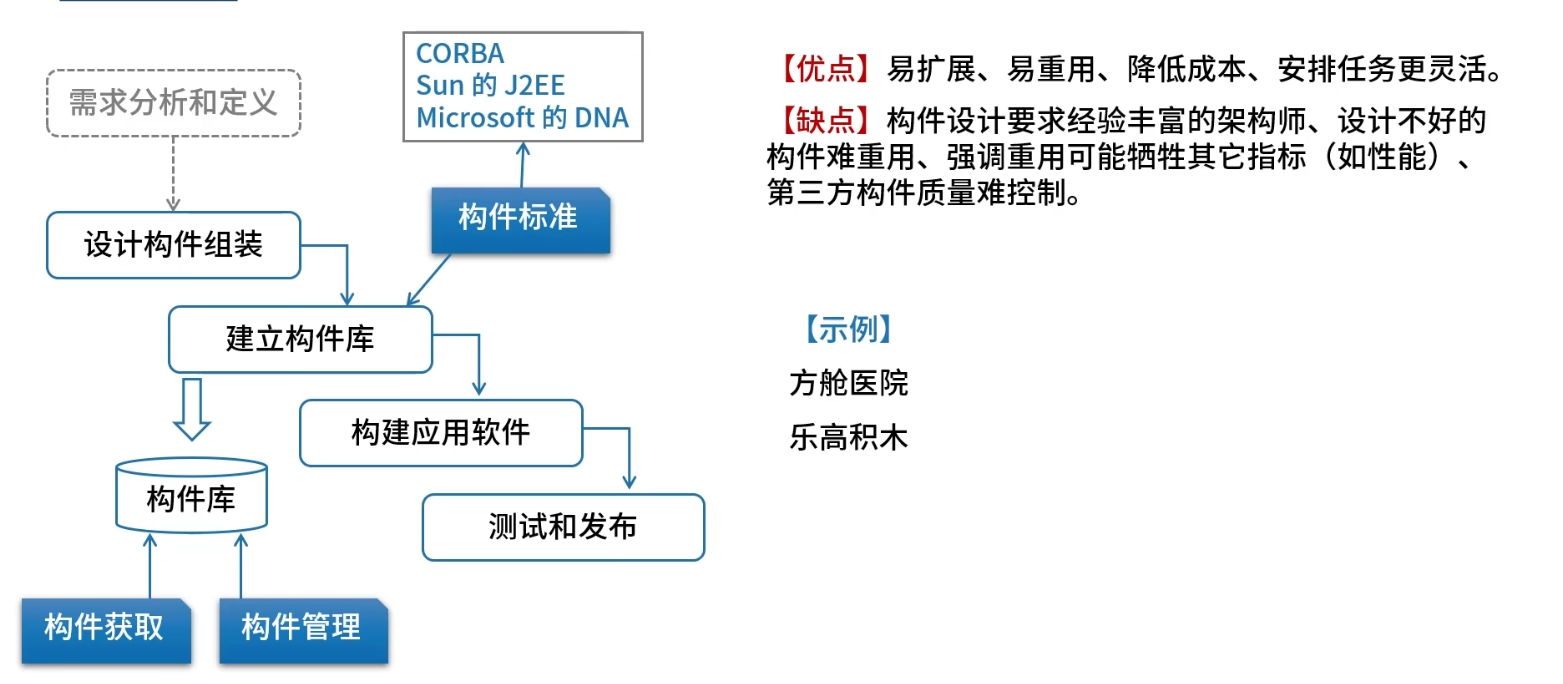 CORBA
Sun 的 J2EE
Microsoft 的 DNA
需求分析和定义
构件标准
设计构件组装
建立构件库
构建应用软件
构件库
测试和发布
构件获取
构件管理
【优点】易扩展、易重用、降低成本、安排任务更灵活。
【缺点】构件设计要求经验丰富的架构师、设计不好的
构件难重用、强调重用可能牺牲其它指标（如性能）、
第三方构件质量难控制。
【示例】
方舱医院
乐高积木